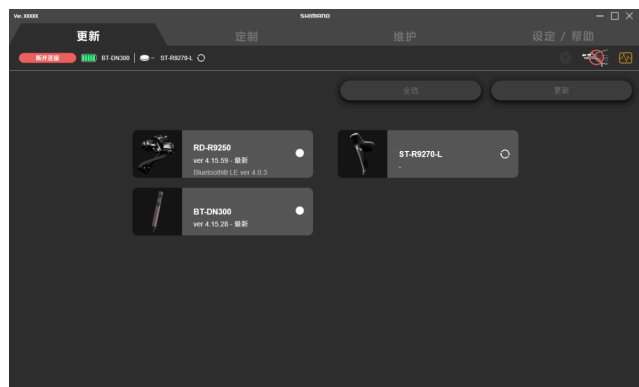 Ver. XXXXX
SHIMANO
更新
定制
维护
设定 / 帮助
断开连接
BT-DN300
ST-R9270-L
全选
更新
RD-R9250
ver 4.15.59 - 最新
Bluetooth® LE ver 4.0.3
ST-R9270-L
-
BT-DN300
ver 4.15.28 - 最新